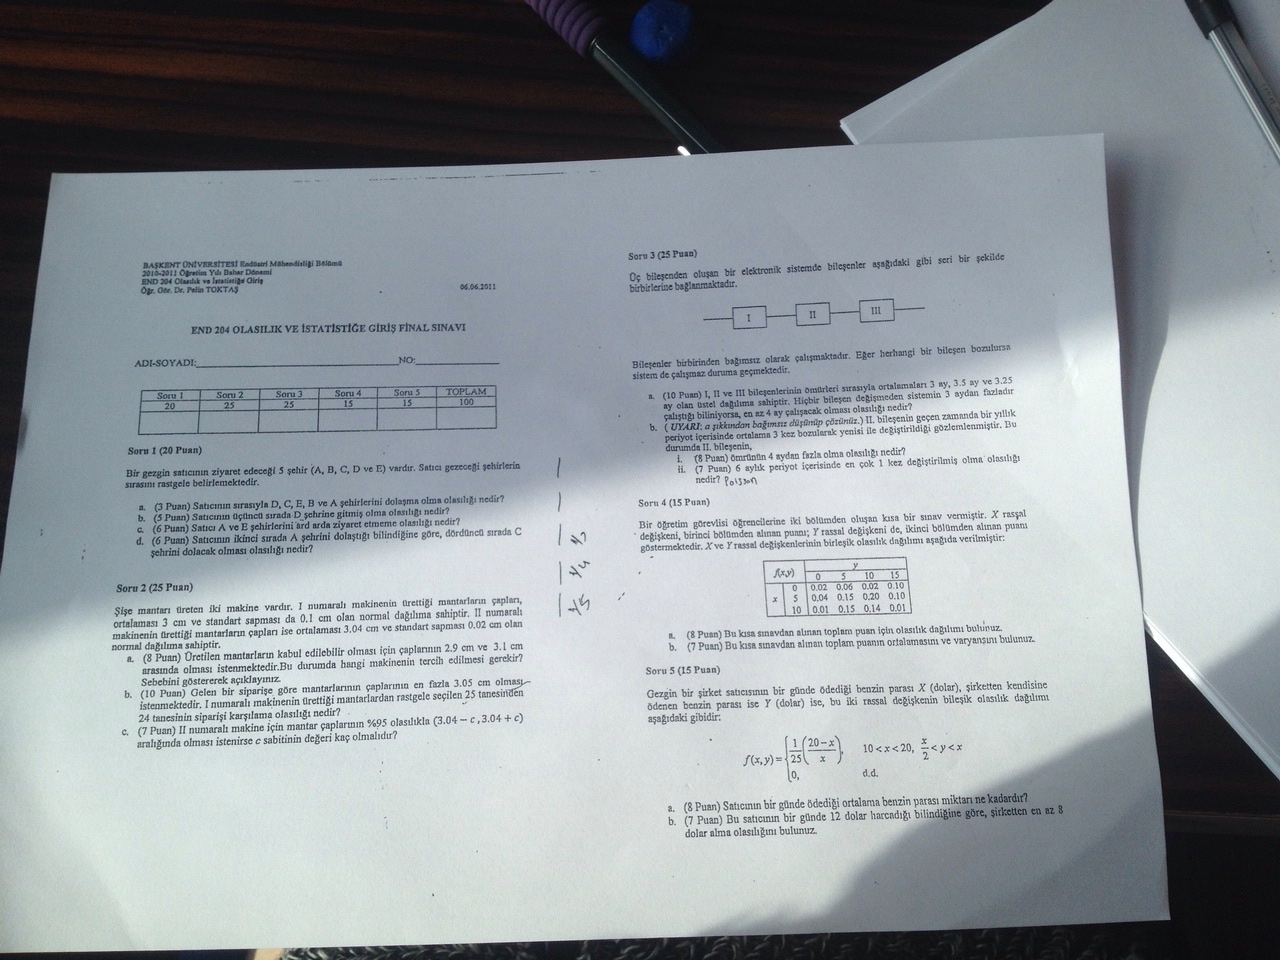 BAŞKENT ÜNİVERSİTESİ Endüstri Mühendisliği Bölümü
2010-2011 Öğretim Yılı Bahar Dönemi
END 204 Olasılık ve İstatistiğe Giriş
Öğr. Gör. Dr. Pelin TOKTAŞ
06.06.2011
END 204 OLASILIK VE İSTATİSTİĞE GİRİŞ FİNAL SINAVI
ADI-SOYADI: NO:
Soru 1 Soru 2 Soru 3 Soru 4 Soru 5 TOPLAM
20 25 25 15 15 100
Soru 1 (20 Puan)
Bir gezgin satıcının ziyaret edeceği 5 şehir (A, B, C, D ve E) vardır. Satıcı gezeceği şehirlerin
sırasını rastgele belirlemektedir.
a. (3 Puan) Satıcının sırasıyla D, C, E, B ve A şehirlerini dolaşma olma olasılığı nedir?
b. (5 Puan) Satıcının üçüncü sırada D şehrine gitmiş olma olasılığı nedir?
c. (6 Puan) Satıcı A ve E şehirlerini ard arda ziyaret etmeme olasılığı nedir?
d. (6 Puan) Satıcının ikinci sırada A şehrini dolaştığı bilindiğine göre, dördüncü sırada C
şehrini dolacak olması olasılığı nedir?
Soru 2 (25 Puan)
Şişe mantarı üreten iki makine vardır. I numaralı makinenin ürettiği mantarların çapları,
ortalaması 3 cm ve standart sapması da 0.1 cm olan normal dağılıma sahiptir. II numaralı
makinenin ürettiği mantarların çapları ise ortalaması 3.04 cm ve standart sapması 0.02 cm olan
normal dağılıma sahiptir.
a. (8 Puan) Üretilen mantarların kabul edilebilir olması için çaplarının 2.9 cm ve 3.1 cm
arasında olması istenmektedir.Bu durumda hangi makinenin tercih edilmesi gerekir?
Sebebini göstererek açıklayınız.
b. (10 Puan) Gelen bir siparişe göre mantarlarının çaplarının en fazla 3.05 cm olması
istenmektedir. I numaralı makinenin ürettiği mantarlardan rastgele seçilen 25 tanesinden
24 tanesinin siparişi karşılama olasılığı nedir?
c. (7 Puan) II numaralı makine için mantar çaplarının %95 olasılıkla (3.04 − c ,3.04 + c)
aralığında olması istenirse c sabitinin değeri kaç olmalıdır?
Soru 3 (25 Puan)
Üç bileşenden oluşan bir elektronik sistemde bileşenler aşağıdaki gibi seri bir şekilde
birbirlerine bağlanmaktadır.
I II III
Bileşenler birbirinden bağımsız olarak çalışmaktadır. Eğer herhangi bir bileşen bozulursa
sistem de çalışmaz duruma geçmektedir.
a. (10 Puan) I, II ve III bileşenlerinin ömürleri sırasıyla ortalamaları 3 ay, 3.5 ay ve 3.25
ay olan üstel dağılıma sahiptir. Hiçbir bileşen değişmeden sistemin 3 aydan fazladır
çalıştığı biliniyorsa, en az 4 ay çalışacak olması olasılığı nedir?
b. ( UYARI: a şıkkından bağımsız düşünüp çözünüz.) II. bileşenin geçen zamanda bir yıllık
periyot içerisinde ortalama 3 kez bozularak yenisi ile değiştirildiği gözlemlenmiştir. Bu
durumda II. bileşenin,
i. (8 Puan) ömrünün 4 aydan fazla olma olasılığı nedir?
ii. (7 Puan) 6 aylık periyot içerisinde en çok 1 kez değiştirilmiş olma olasılığı
nedir? Poisson
Soru 4 (15 Puan)
Bir öğretim görevlisi öğrencilerine iki bölümden oluşan kısa bir sınav vermiştir. X rasşal
değişkeni, birinci bölümden alınan puanı; Y rassal değişkeni de, ikinci bölümden alınan puanı
göstermektedir. X ve Y rassal değişkenlerinin birleşik olasılık dağılımı aşağıda verilmiştir:
f(x,y) y
0 5 10 15
0 0.02 0.06 0.02 0.10
x 5 0.04 0.15 0.20 0.10
10 0.01 0.15 0.14 0.01
a. (8 Puan) Bu kısa sınavdan alınan toplam puan için olasılık dağılımı bulunuz.
b. (7 Puan) Bu kısa sınavdan alınan toplam puanın ortalamasını ve varyansını bulunuz.
Soru 5 (15 Puan)
Gezgin bir şirket satıcısının bir günde ödediği benzin parası X (dolar), şirketten kendisine
ödenen benzin parası ise Y (dolar) ise, bu iki rassal değişkenin bileşik olasılık dağılımı
aşağıdaki gibidir:
f(x,y) = { 1/25 (20−x / x), 10 < x < 20, x/2 < y < x
0, d.d.
a. (8 Puan) Satıcının bir günde ödediği ortalama benzin parası miktarı ne kadardır?
b. (7 Puan) Bu satıcının bir günde 12 dolar harcadığı bilindiğine göre, şirketten en az 8
dolar alma olasılığını bulunuz.